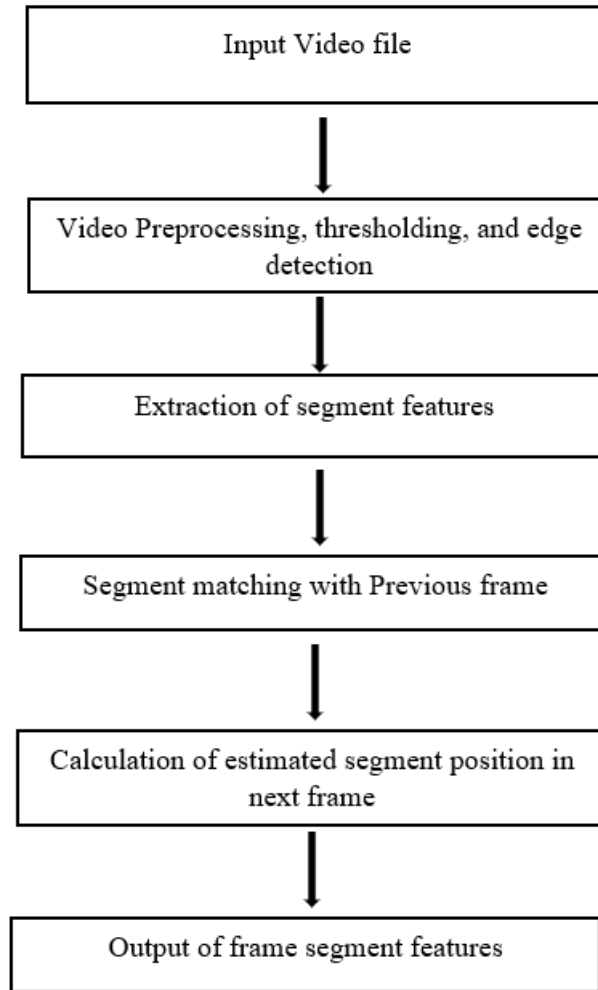 Input Video file
Video Preprocessing, thresholding, and edge
detection
Extraction of segment features
Segment matching with Previous frame
Calculation of estimated segment position in
next frame
Output of frame segment features